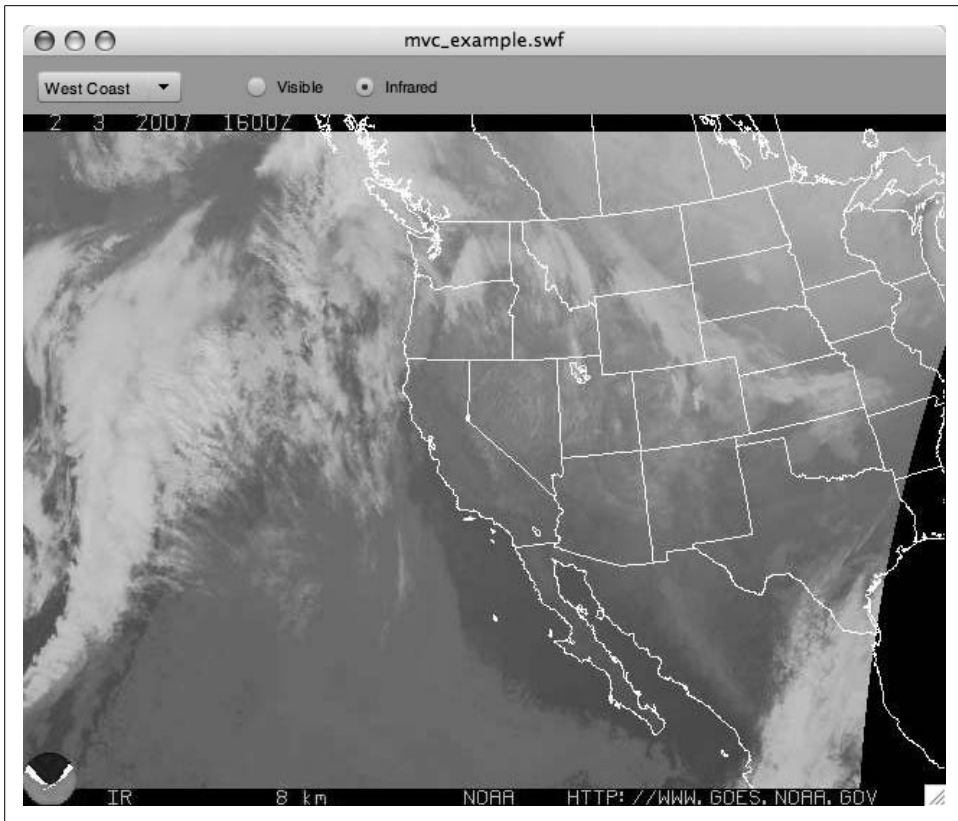 mvc_example.swf
West Coast Visible Infrared
2 3 2007 1600Z
IR 8 km NOAA HTTP://WWW.GOES.NOAA.GOV